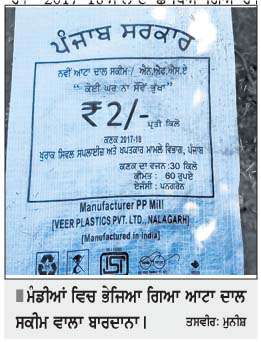 ਪੰਜਾਬ ਸਰਕਾਰ
ਨਵੀਂ ਆਟਾ ਦਾਲ ਸਕੀਮ / ਐਨ.ਐਫ.ਐਸ.ਏ
"ਕੋਈ ਘਰ ਨਾ ਸੌਵੇਂ ਭੁੱਖਾ"
₹2/- ਪ੍ਰਤੀ ਕਿਲੋ
ਕਣਕ 2017-18
ਖੁਰਾਕ ਸਿਵਲ ਸਪਲਾਈਜ਼ ਅਤੇ ਖਪਤਕਾਰ ਮਾਮਲੇ ਵਿਭਾਗ, ਪੰਜਾਬ
ਕਣਕ ਦਾ ਵਜਨ :30 ਕਿਲੋ
ਕੀਮਤ : 60 ਰੁਪਏ
ਏਜੰਸੀ : ਪਨਗਰੇਨ
Manufacturer PP Mill
[VEER PLASTICS PVT. LTD., NALAGARH]
[Manufactured in India]
ਮੰਡੀਆਂ ਵਿਚ ਭੇਜਿਆ ਗਿਆ ਆਟਾ ਦਾਲ
ਸਕੀਮ ਵਾਲਾ ਬਾਰਦਾਨਾ। ਤਸਵੀਰ: ਮੁਨੀਸ਼